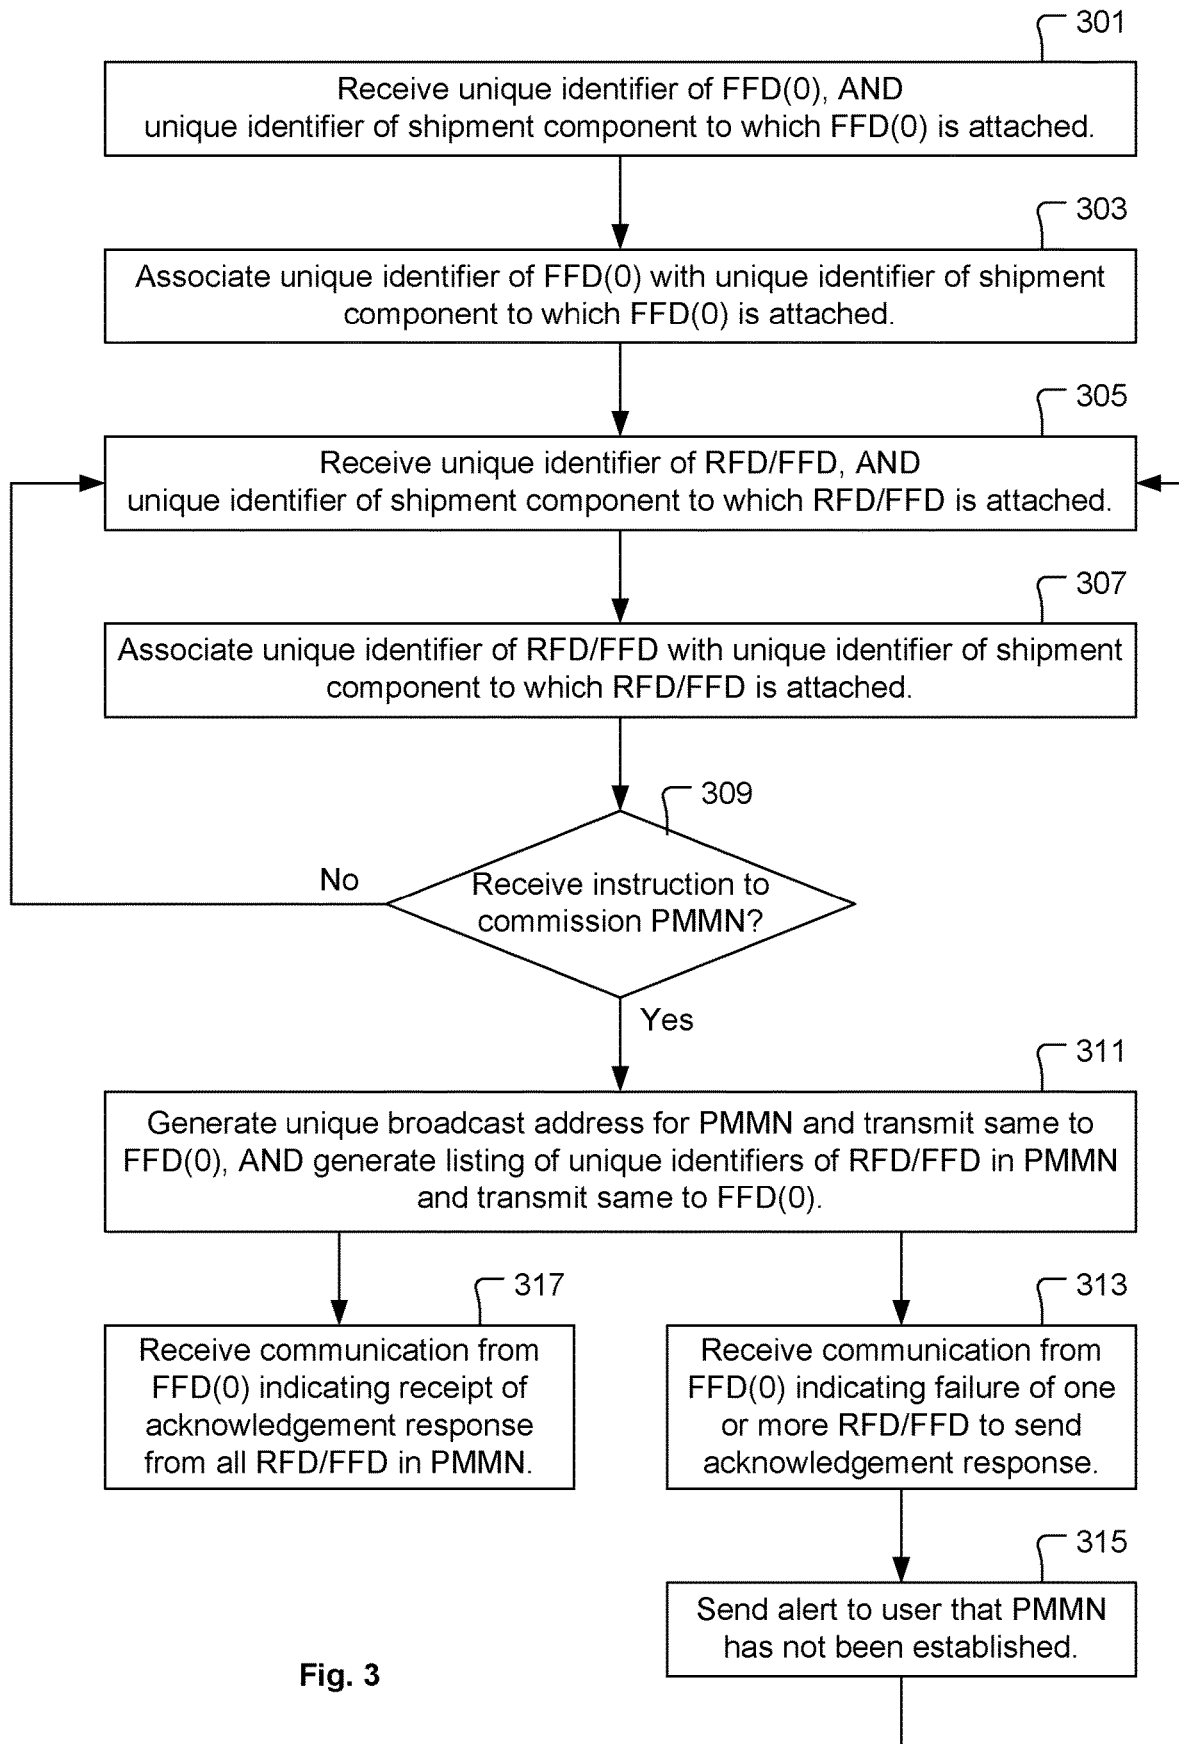 301
Receive unique identifier of FFD(0), AND
unique identifier of shipment component to which FFD(0) is attached.
303
Associate unique identifier of FFD(0) with unique identifier of shipment
component to which FFD(0) is attached.
305
Receive unique identifier of RFD/FFD, AND
unique identifier of shipment component to which RFD/FFD is attached.
307
Associate unique identifier of RFD/FFD with unique identifier of shipment
component to which RFD/FFD is attached.
309
No
Receive instruction to
commission PMMN?
Yes
311
Generate unique broadcast address for PMMN and transmit same to
FFD(0), AND generate listing of unique identifiers of RFD/FFD in PMMN
and transmit same to FFD(0).
317
Receive communication from
FFD(0) indicating receipt of
acknowledgement response
from all RFD/FFD in PMMN.
313
Receive communication from
FFD(0) indicating failure of one
or more RFD/FFD to send
acknowledgement response.
315
Send alert to user that PMMN
has not been established.
Fig. 3